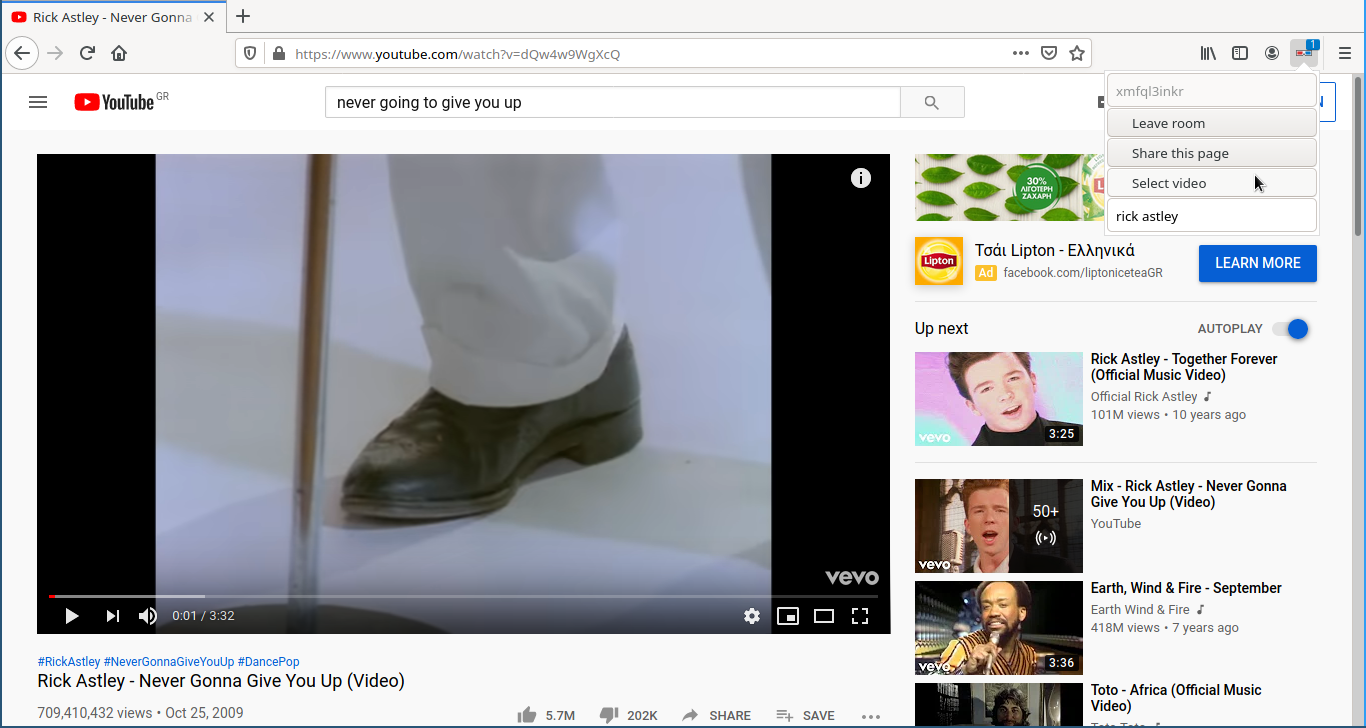 Rick Astley - Never Gonna
1
https://www.youtube.com/watch?v=dQw4w9WgXcQ
YouTube GR
never going to give you up
N
xmfql3inkr
Leave room
Share this page
Select video
rick astley
vevo
0:01 / 3:32
#RickAstley #NeverGonnaGiveYouUp #DancePop
Rick Astley - Never Gonna Give You Up (Video)
709,410,432 views • Oct 25, 2009
5.7M
202K
SHARE
SAVE
30%
ΛΙΓΟΤΕΡΗ
ΖΑΧΑΡΗ
Lipton
Τσάι Lipton - Ελληνικά
Ad facebook.com/liptoniceteaGR
LEARN MORE
Up next
AUTOPLAY
vevo
3:25
Rick Astley - Together Forever
(Official Music Video)
Official Rick Astley
101M views • 10 years ago
50+
vevo
Mix - Rick Astley - Never Gonna
Give You Up (Video)
YouTube
vevo
3:36
Earth, Wind & Fire - September
Earth Wind & Fire
418M views • 7 years ago
Toto - Africa (Official Music
Video)